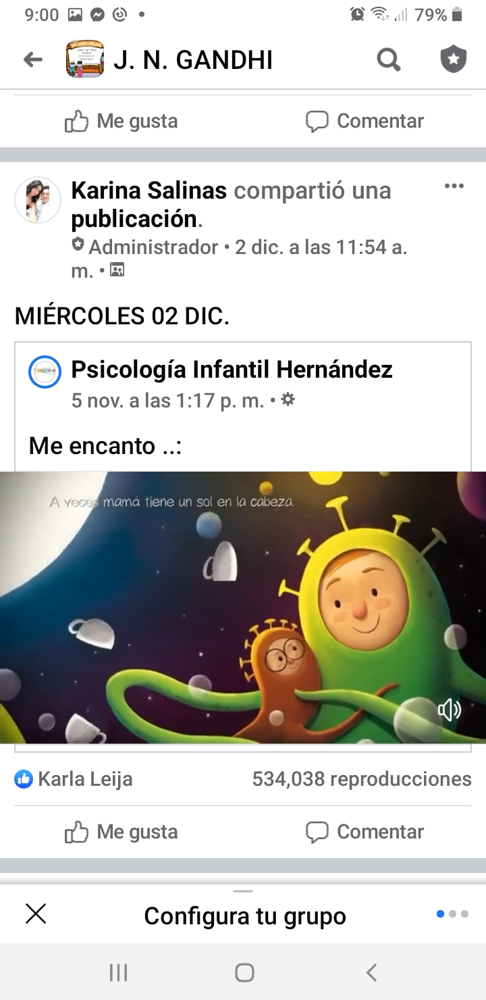 9:00
79%
J. N. GANDHI
Me gusta
Comentar
Karina Salinas compartió una
publicación.
Administrador • 2 dic. a las 11:54 a.
m. •
MIÉRCOLES 02 DIC.
Psicología Infantil Hernández
5 nov. a las 1:17 p. m. •
Me encanto ..:
A veces mamá tiene un sol en la cabeza.
Karla Leija
534,038 reproducciones
Me gusta
Comentar
Configura tu grupo